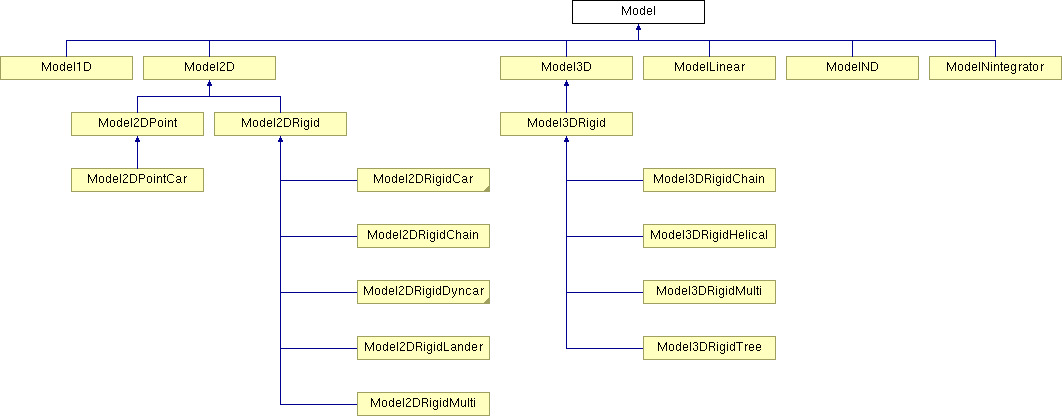 Model
Model1D
Model2D
Model3D
ModelLinear
ModelND
ModelNintegrator
Model2DPoint
Model2DRigid
Model3DRigid
Model2DPointCar
Model2DRigidCar
Model3DRigidChain
Model2DRigidChain
Model3DRigidHelical
Model2DRigidDyncar
Model3DRigidMulti
Model2DRigidLander
Model3DRigidTree
Model2DRigidMulti